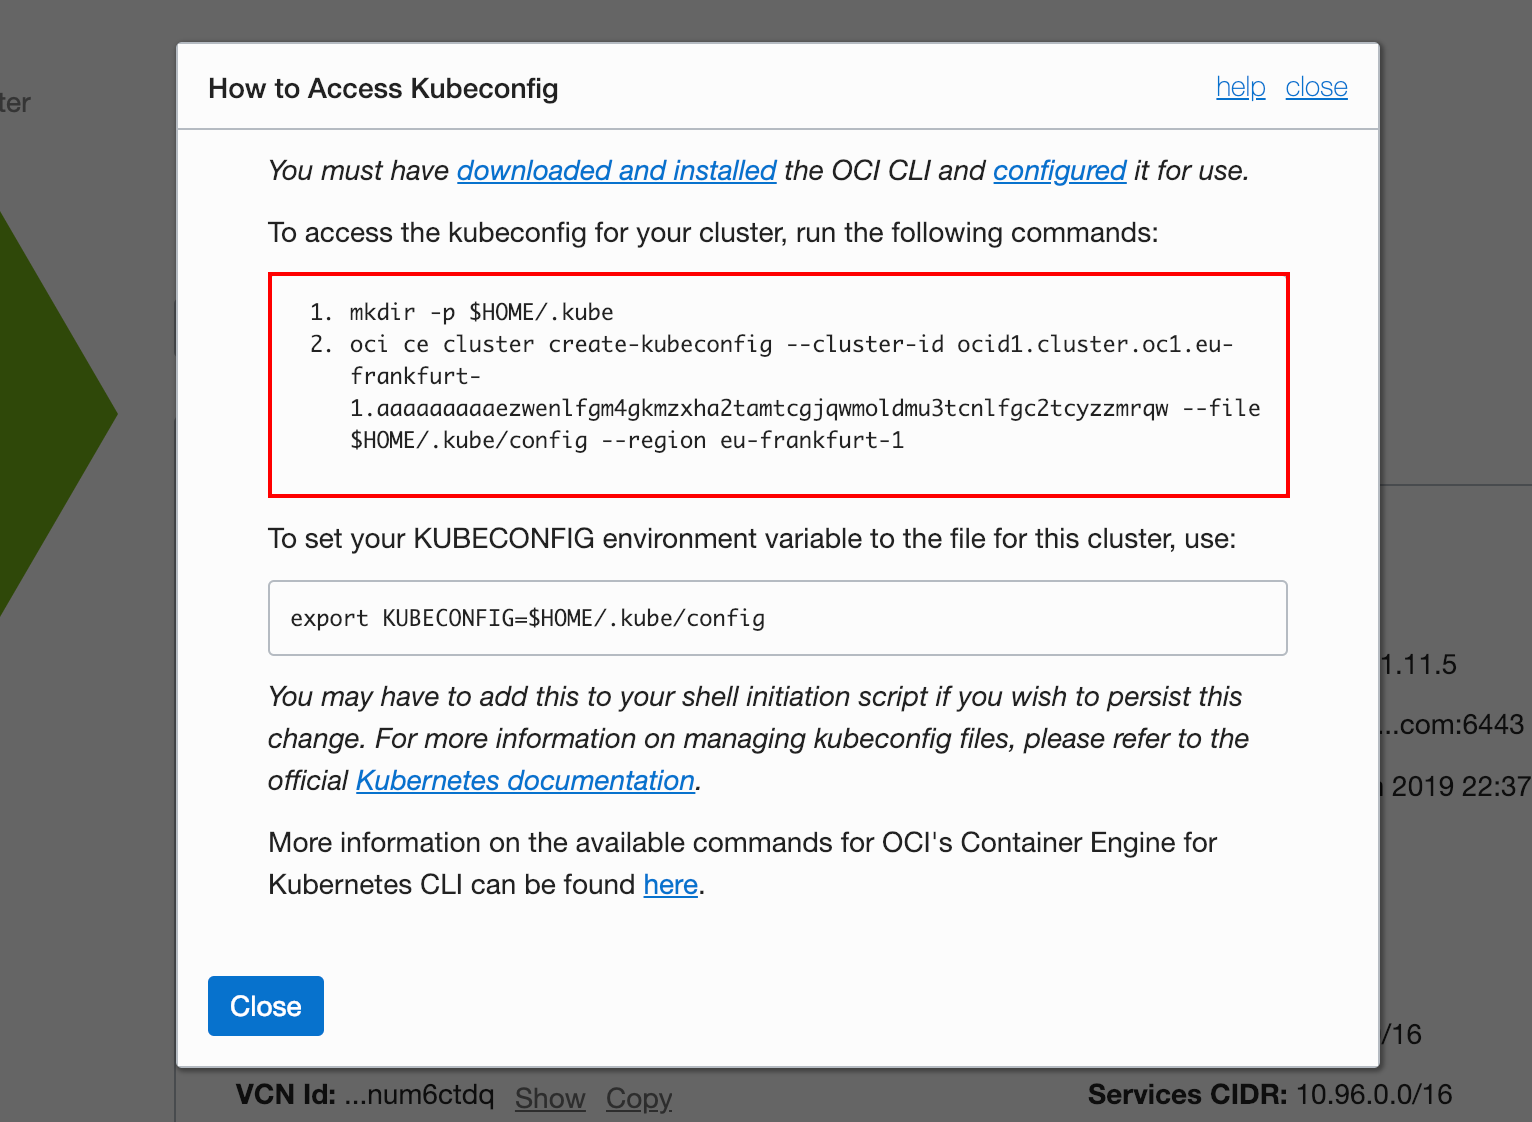 ter
How to Access Kubeconfig help close
You must have downloaded and installed the OCI CLI and configured it for use.
To access the kubeconfig for your cluster, run the following commands:
1. mkdir -p $HOME/.kube
2. oci ce cluster create-kubeconfig --cluster-id ocid1.cluster.oc1.eu-
frankfurt-
1.aaaaaaaaaezwenlfgm4gkmzxha2tamtcgjqwmoldmu3tcnlfgc2tcyzzmrqw --file
$HOME/.kube/config --region eu-frankfurt-1
To set your KUBECONFIG environment variable to the file for this cluster, use:
export KUBECONFIG=$HOME/.kube/config
1.11.5
You may have to add this to your shell initiation script if you wish to persist this
change. For more information on managing kubeconfig files, please refer to the
...com:6443
official Kubernetes documentation.
2019 22:37
More information on the available commands for OCI's Container Engine for
Kubernetes CLI can be found here.
Close
/16
VCN Id: ...num6ctdq Show Copy
Services CIDR: 10.96.0.0/16